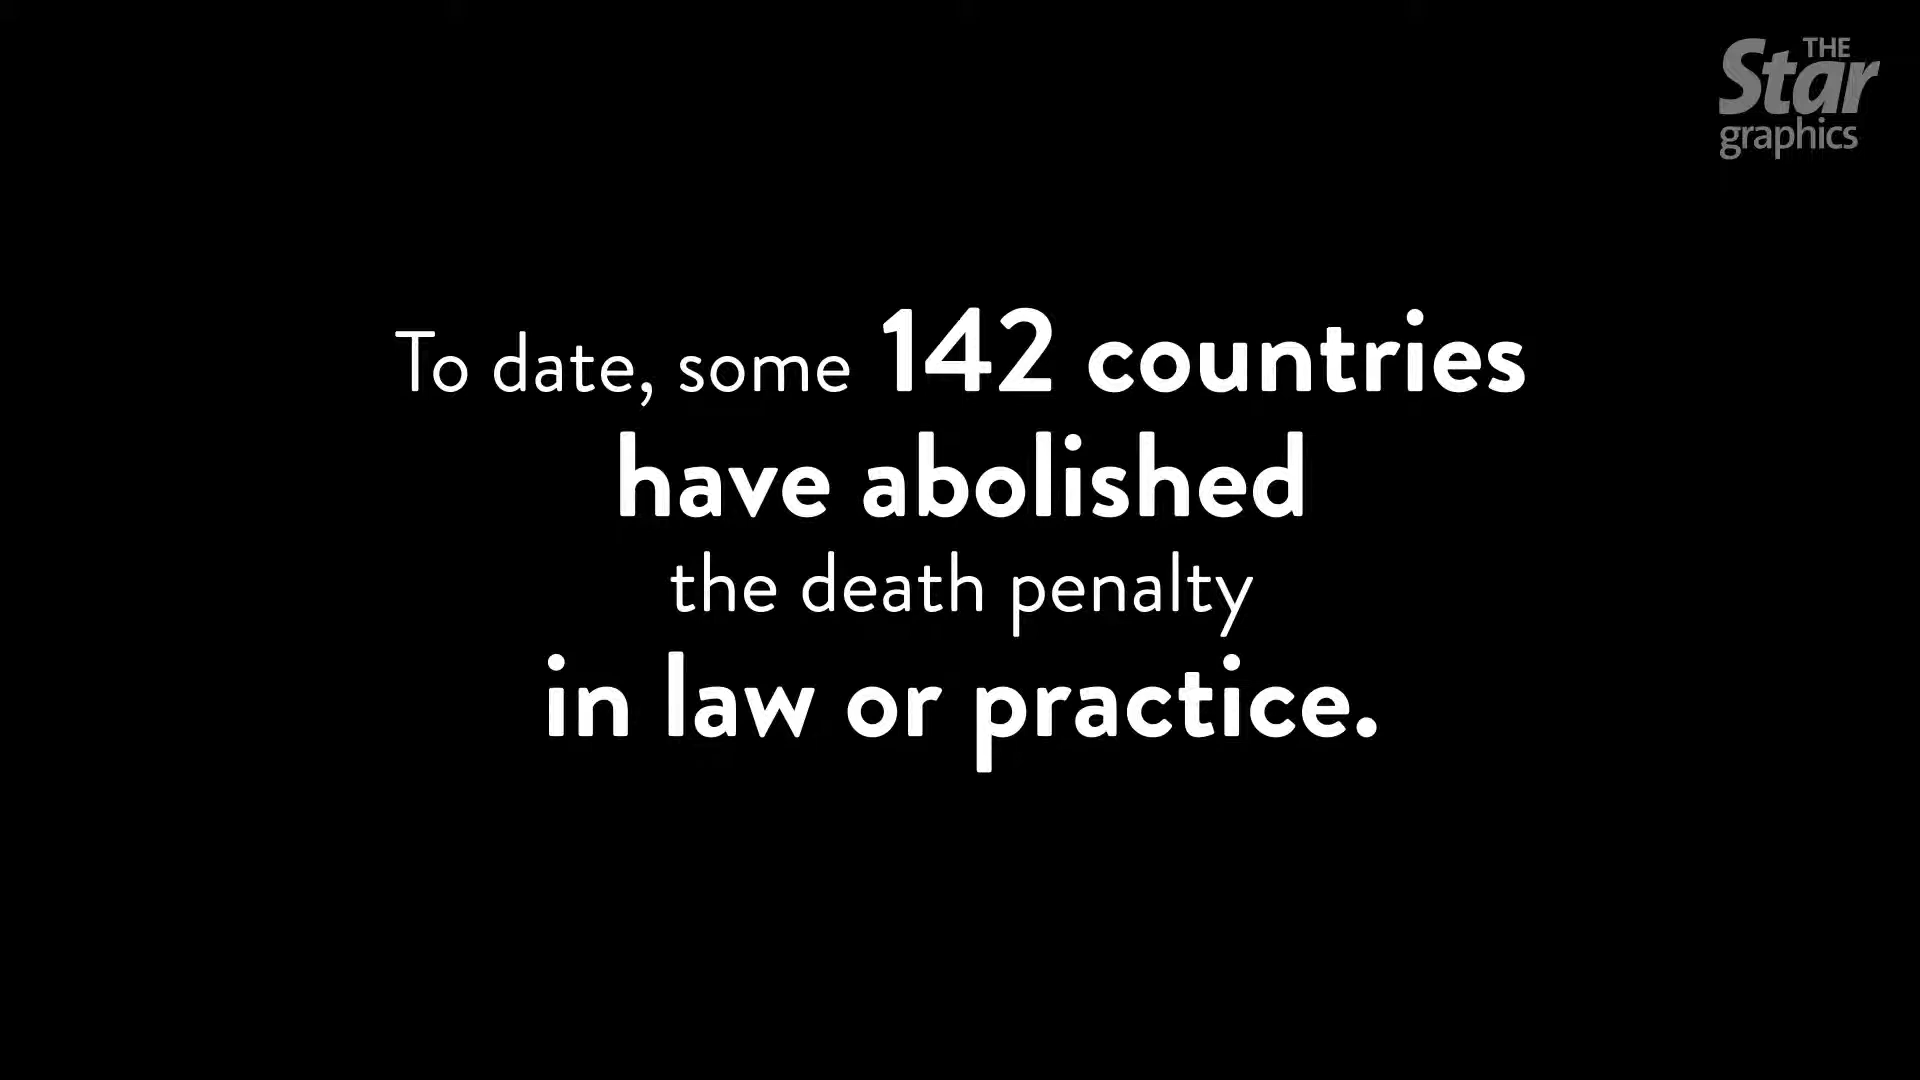 THE
Star
graphics
To date, some 142 countries
have abolished
the death penalty
in law or practice.